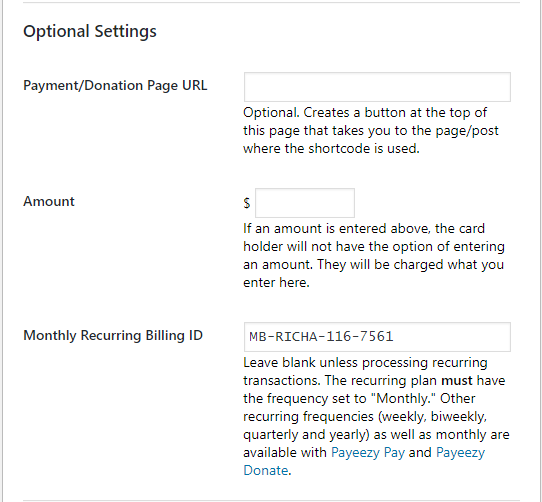 Optional Settings
Payment/Donation Page URL
Optional. Creates a button at the top of
this page that takes you to the page/post
where the shortcode is used.
Amount
$
If an amount is entered above, the card
holder will not have the option of entering
an amount. They will be charged what you
enter here.
Monthly Recurring Billing ID
MB-RICHA-116-7561
Leave blank unless processing recurring
transactions. The recurring plan must have
the frequency set to "Monthly." Other
recurring frequencies (weekly, biweekly,
quarterly and yearly) as well as monthly are
available with Payeezy Pay and Payeezy
Donate.